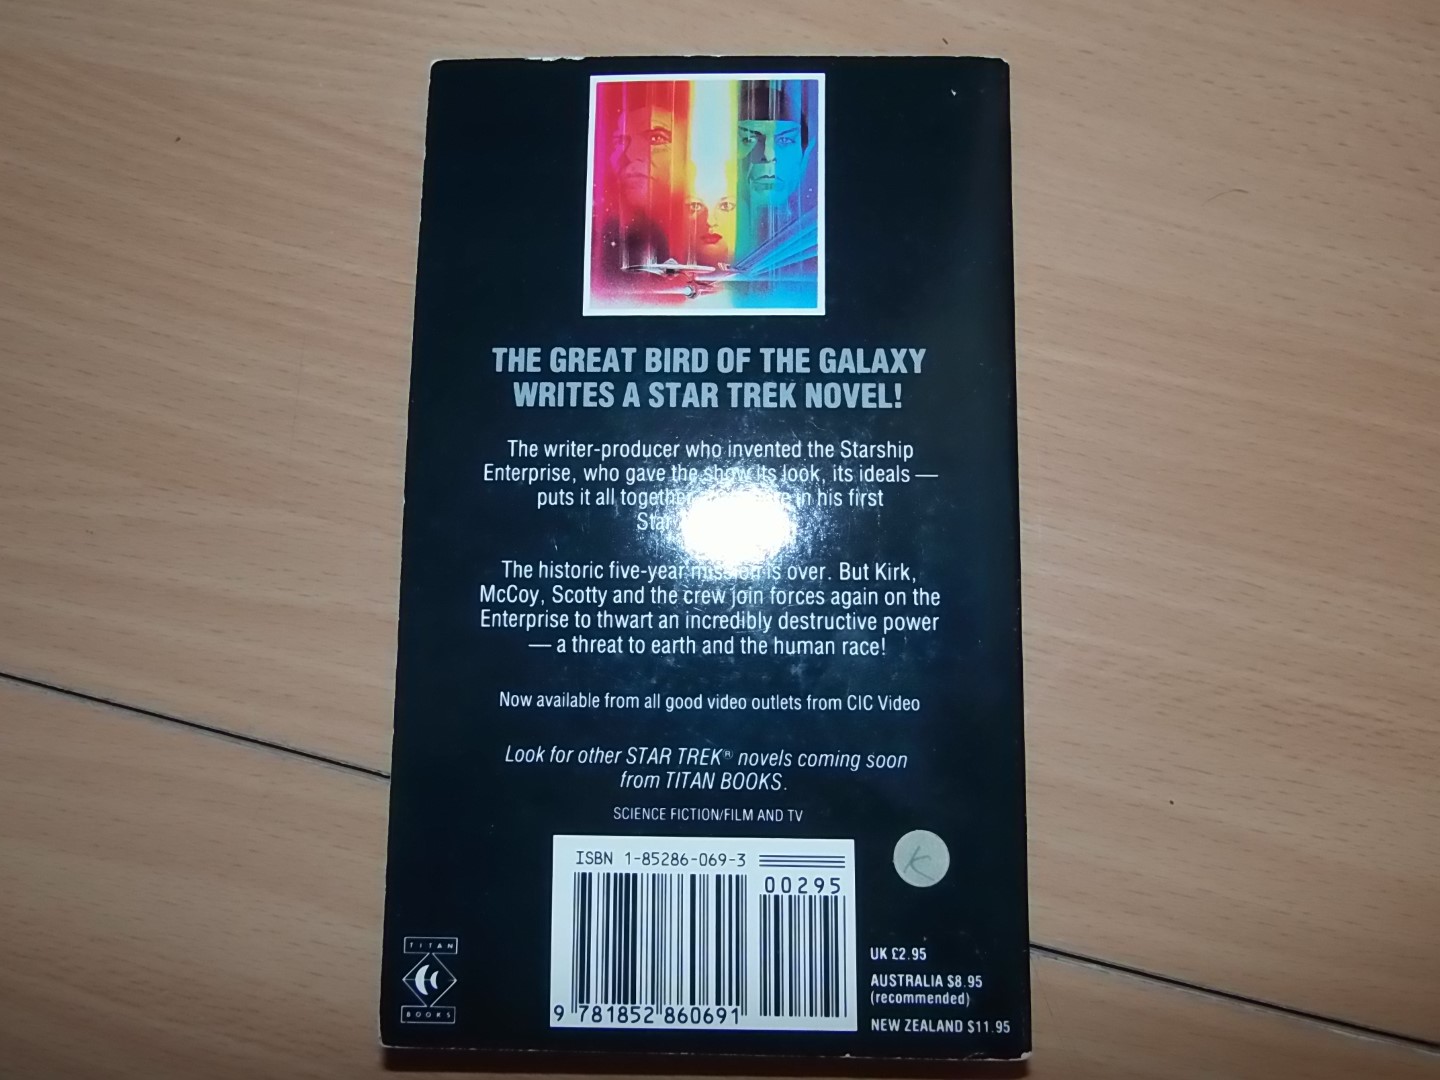 THE GREAT BIRD OF THE GALAXY
WRITES A STAR TREK NOVEL!
The writer-producer who invented the Starship
Enterprise, who gave the show its look, its ideals —
puts it all together in his first
Star
The historic five-year mission is over. But Kirk,
McCoy, Scotty and the crew join forces again on the
Enterprise to thwart an incredibly destructive power
— a threat to earth and the human race!
Now available from all good video outlets from CIC Video
Look for other STAR TREK® novels coming soon
from TITAN BOOKS.
SCIENCE FICTION/FILM AND TV
ISBN 1-85286-069-3
00295
9 781852 860691
K
UK £2.95
AUSTRALIA $8.95
(recommended)
NEW ZEALAND $11.95
TITAN
BOOKS